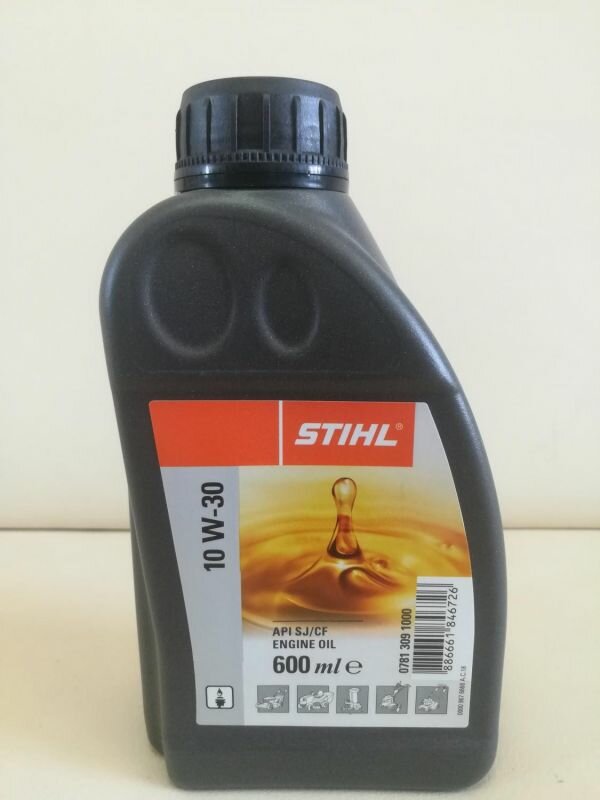 STIHL®
10 W-30
API SJ/CF
ENGINE OIL
600 ml e
0781 309 1000
886661 846726